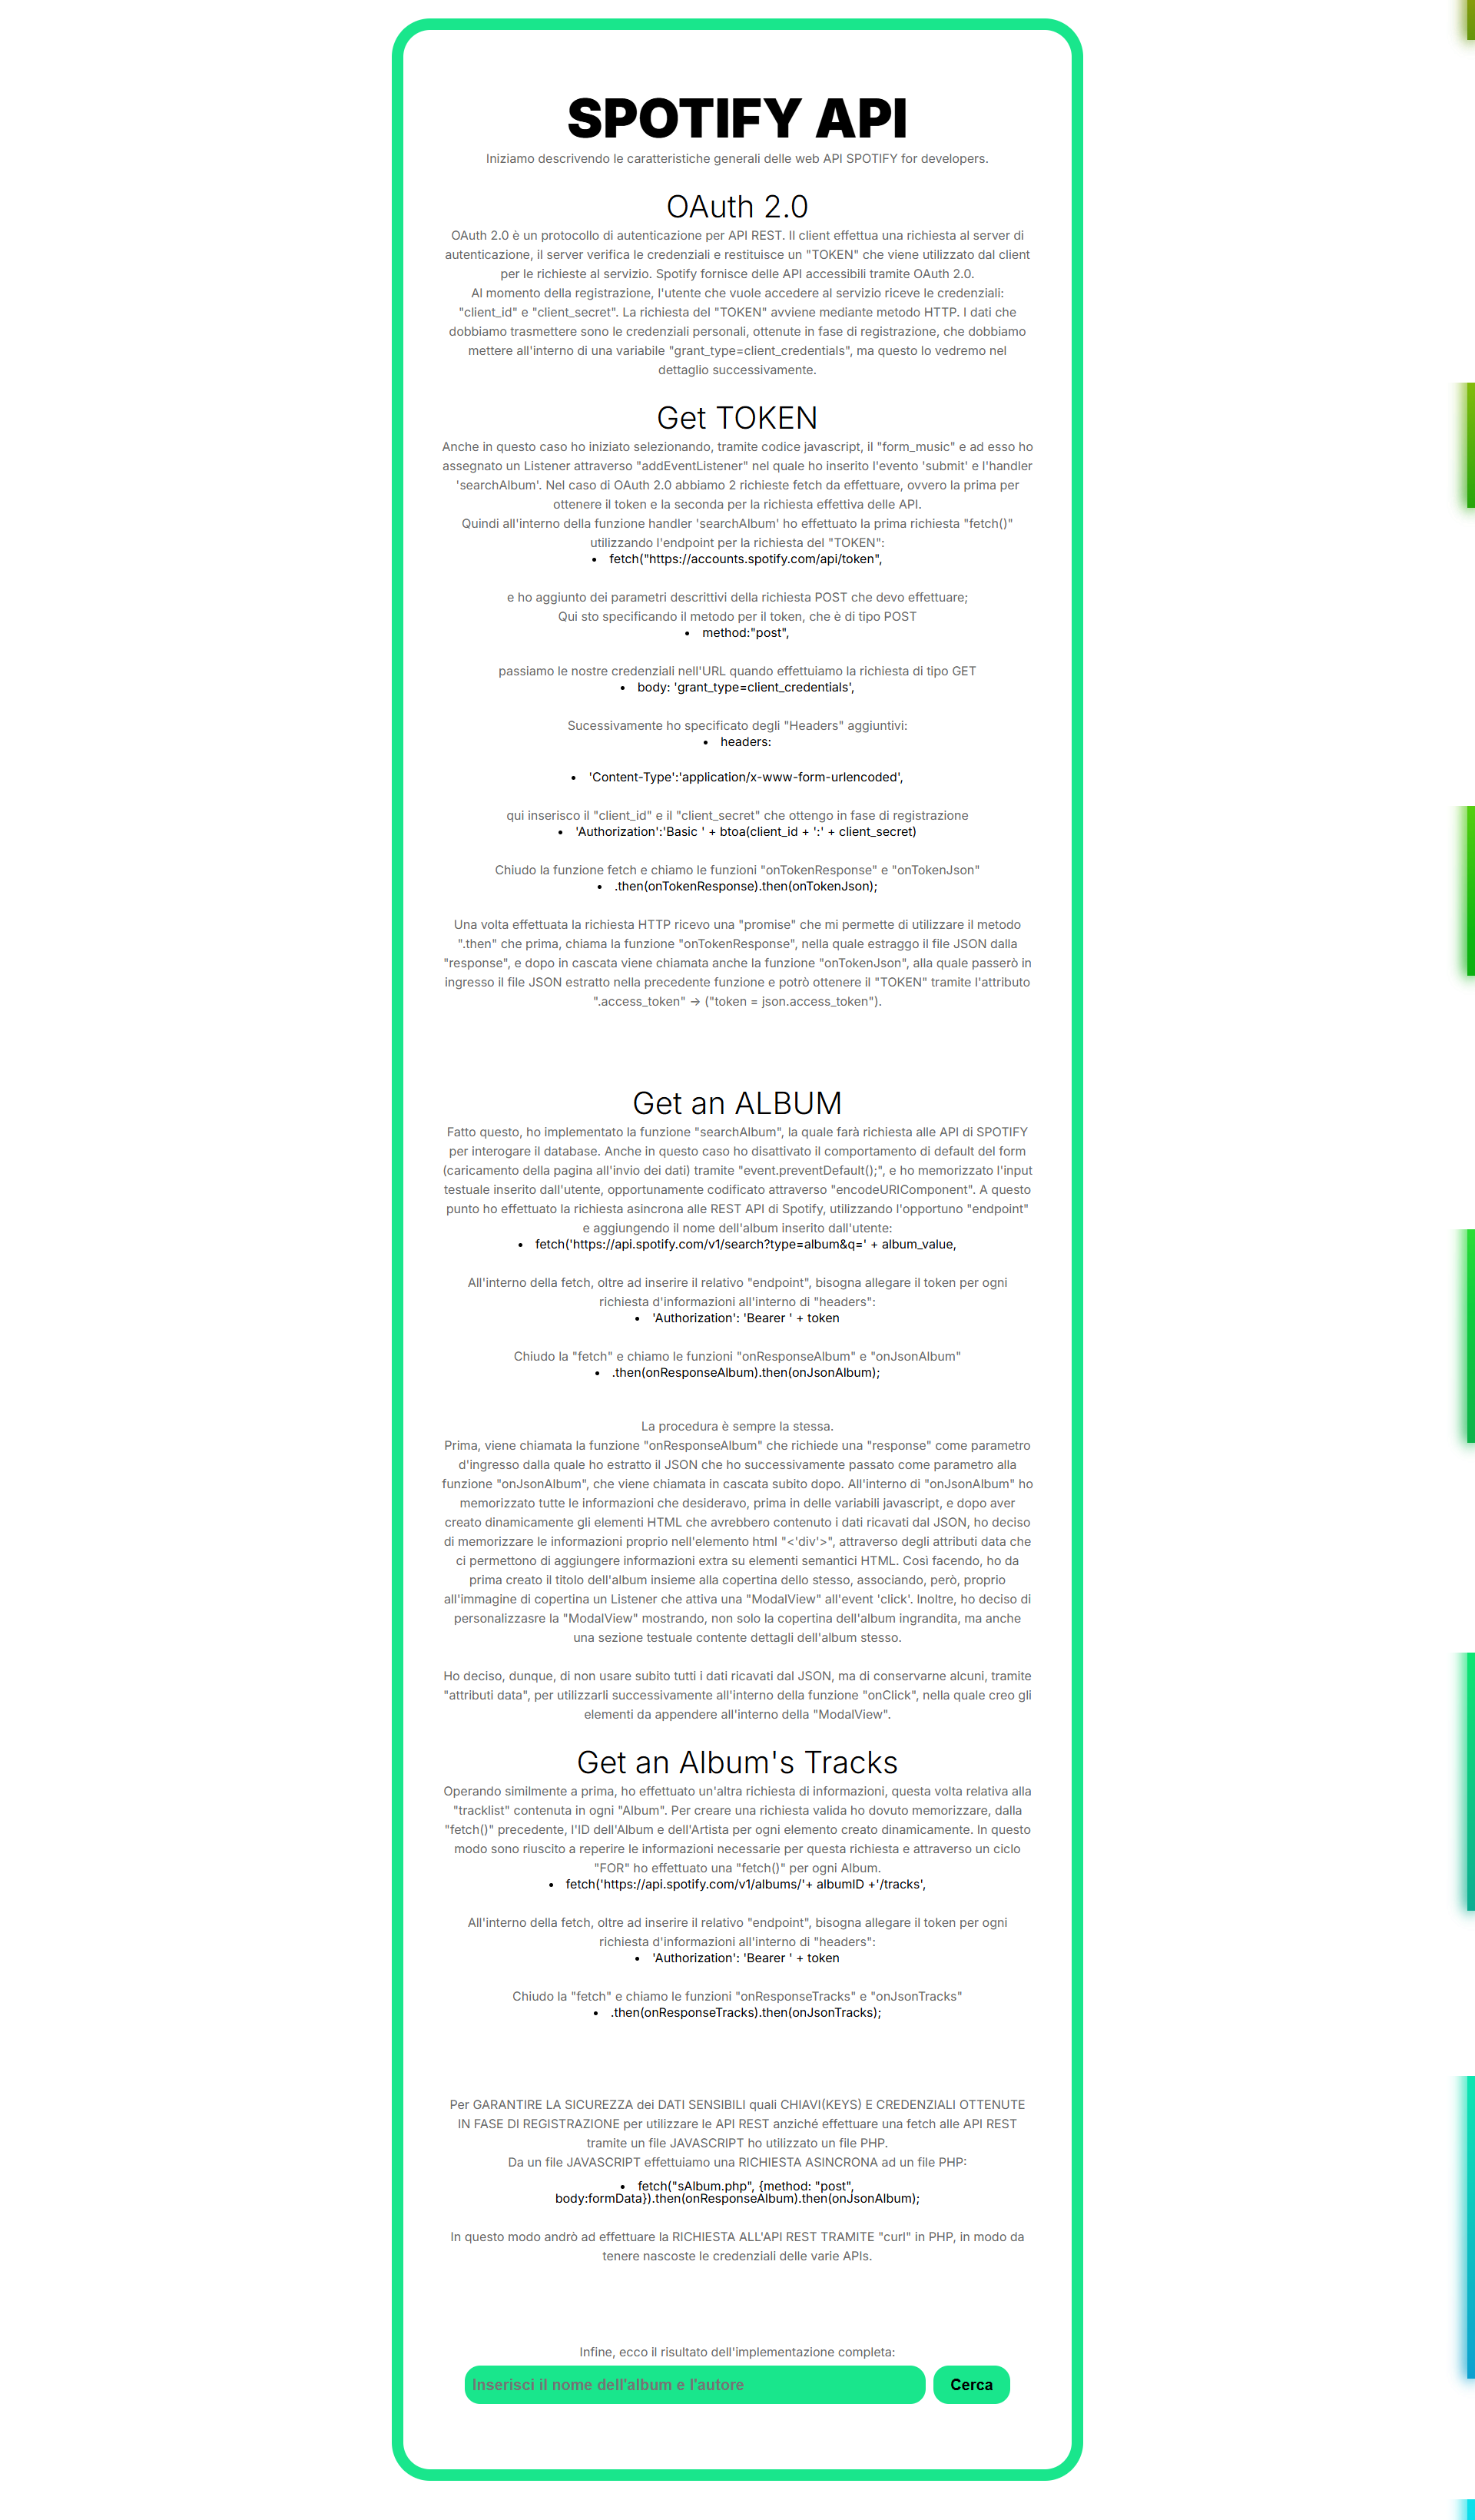 SPOTIFY API
Iniziamo descrivendo le caratteristiche generali delle web API SPOTIFY for developers.
OAuth 2.0
OAuth 2.0 è un protocollo di autenticazione per API REST. Il client effettua una richiesta al server di
autenticazione, il server verifica le credenziali e restituisce un "TOKEN" che viene utilizzato dal client
per le richieste al servizio. Spotify fornisce delle API accessibili tramite OAuth 2.0.
Al momento della registrazione, l'utente che vuole accedere al servizio riceve le credenziali:
"client_id" e "client_secret". La richiesta del "TOKEN" avviene mediante metodo HTTP. I dati che
dobbiamo trasmettere sono le credenziali personali, ottenute in fase di registrazione, che dobbiamo
mettere all'interno di una variabile "grant_type=client_credentials", ma questo lo vedremo nel
dettaglio successivamente.
Get TOKEN
Anche in questo caso ho iniziato selezionando, tramite codice javascript, il "form_music" e ad esso ho
assegnato un Listener attraverso "addEventListener" nel quale ho inserito l'evento 'submit' e l'handler
'searchAlbum'. Nel caso di OAuth 2.0 abbiamo 2 richieste fetch da effettuare, ovvero la prima per
ottenere il token e la seconda per la richiesta effettiva delle API.
Quindi all'interno della funzione handler 'searchAlbum' ho effettuato la prima richiesta "fetch()"
utilizzando l'endpoint per la richiesta del "TOKEN":
• fetch("https://accounts.spotify.com/api/token",
e ho aggiunto dei parametri descrittivi della richiesta POST che devo effettuare;
Qui sto specificando il metodo per il token, che è di tipo POST
• method:"post",
passiamo le nostre credenziali nell'URL quando effettuiamo la richiesta di tipo GET
• body: 'grant_type=client_credentials',
Sucessivamente ho specificato degli "Headers" aggiuntivi:
• headers:
• 'Content-Type':'application/x-www-form-urlencoded',
qui inserisco il "client_id" e il "client_secret" che ottengo in fase di registrazione
• 'Authorization':'Basic ' + btoa(client_id + ':' + client_secret)
Chiudo la funzione fetch e chiamo le funzioni "onTokenResponse" e "onTokenJson"
• .then(onTokenResponse).then(onTokenJson);
Una volta effettuata la richiesta HTTP ricevo una "promise" che mi permette di utilizzare il metodo
".then" che prima, chiama la funzione "onTokenResponse", nella quale estraggo il file JSON dalla
"response", e dopo in cascata viene chiamata anche la funzione "onTokenJson", alla quale passerò in
ingresso il file JSON estratto nella precedente funzione e potrò ottenere il "TOKEN" tramite l'attributo
".access_token" -> ("token = json.access_token").
Get an ALBUM
Fatto questo, ho implementato la funzione "searchAlbum", la quale farà richiesta alle API di SPOTIFY
per interogare il database. Anche in questo caso ho disattivato il comportamento di default del form
(caricamento della pagina all'invio dei dati) tramite "event.preventDefault();", e ho memorizzato l'input
testuale inserito dall'utente, opportunamente codificato attraverso "encodeURIComponent". A questo
punto ho effettuato la richiesta asincrona alle REST API di Spotify, utilizzando l'opportuno "endpoint"
e aggiungendo il nome dell'album inserito dall'utente:
• fetch('https://api.spotify.com/v1/search?type=album&q=' + album_value,
All'interno della fetch, oltre ad inserire il relativo "endpoint", bisogna allegare il token per ogni
richiesta d'informazioni all'interno di "headers":
• 'Authorization': 'Bearer ' + token
Chiudo la "fetch" e chiamo le funzioni "onResponseAlbum" e "onJsonAlbum"
• .then(onResponseAlbum).then(onJsonAlbum);
La procedura è sempre la stessa.
Prima, viene chiamata la funzione "onResponseAlbum" che richiede una "response" come parametro
d'ingresso dalla quale ho estratto il JSON che ho successivamente passato come parametro alla
funzione "onJsonAlbum", che viene chiamata in cascata subito dopo. All'interno di "onJsonAlbum" ho
memorizzato tutte le informazioni che desideravo, prima in delle variabili javascript, e dopo aver
creato dinamicamente gli elementi HTML che avrebbero contenuto i dati ricavati dal JSON, ho deciso
di memorizzare le informazioni proprio nell'elemento html "<'div'>", attraverso degli attributi data che
ci permettono di aggiungere informazioni extra su elementi semantici HTML. Così facendo, ho da
prima creato il titolo dell'album insieme alla copertina dello stesso, associando, però, proprio
all'immagine di copertina un Listener che attiva una "ModalView" all'event 'click'. Inoltre, ho deciso di
personalizzasre la "ModalView" mostrando, non solo la copertina dell'album ingrandita, ma anche
una sezione testuale contente dettagli dell'album stesso.
Ho deciso, dunque, di non usare subito tutti i dati ricavati dal JSON, ma di conservarne alcuni, tramite
"attributi data", per utilizzarli successivamente all'interno della funzione "onClick", nella quale creo gli
elementi da appendere all'interno della "ModalView".
Get an Album's Tracks
Operando similmente a prima, ho effettuato un'altra richiesta di informazioni, questa volta relativa alla
"tracklist" contenuta in ogni "Album". Per creare una richiesta valida ho dovuto memorizzare, dalla
"fetch()" precedente, l'ID dell'Album e dell'Artista per ogni elemento creato dinamicamente. In questo
modo sono riuscito a reperire le informazioni necessarie per questa richiesta e attraverso un ciclo
"FOR" ho effettuato una "fetch()" per ogni Album.
• fetch('https://api.spotify.com/v1/albums/'+ albumID +'/tracks',
All'interno della fetch, oltre ad inserire il relativo "endpoint", bisogna allegare il token per ogni
richiesta d'informazioni all'interno di "headers":
• 'Authorization': 'Bearer ' + token
Chiudo la "fetch" e chiamo le funzioni "onResponseTracks" e "onJsonTracks"
• .then(onResponseTracks).then(onJsonTracks);
Per GARANTIRE LA SICUREZZA dei DATI SENSIBILI quali CHIAVI(KEYS) E CREDENZIALI OTTENUTE
IN FASE DI REGISTRAZIONE per utilizzare le API REST anziché effettuare una fetch alle API REST
tramite un file JAVASCRIPT ho utilizzato un file PHP.
Da un file JAVASCRIPT effettuiamo una RICHIESTA ASINCRONA ad un file PHP:
• fetch("sAlbum.php", {method: "post",
body:formData}).then(onResponseAlbum).then(onJsonAlbum);
In questo modo andrò ad effettuare la RICHIESTA ALL'API REST TRAMITE "curl" in PHP, in modo da
tenere nascoste le credenziali delle varie APIs.
Infine, ecco il risultato dell'implementazione completa:
Inserisci il nome dell'album e l'autore
Cerca